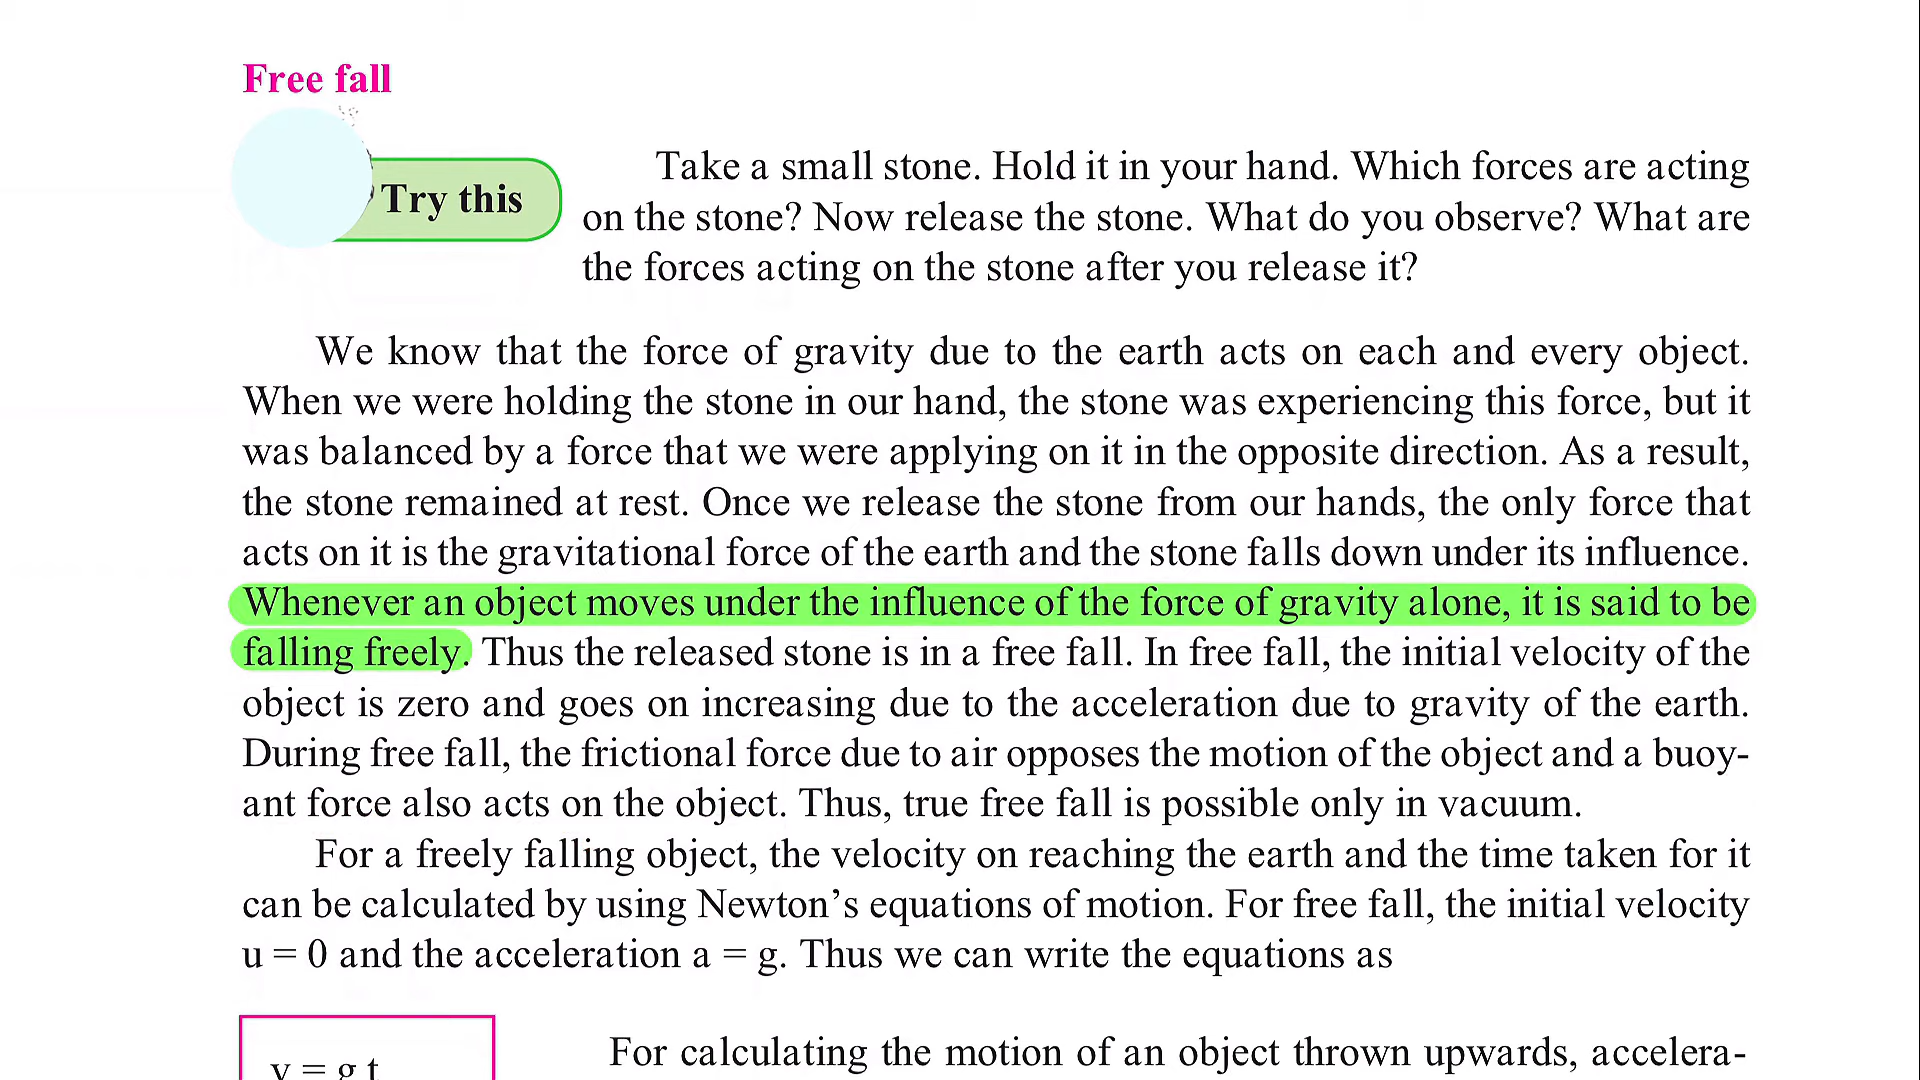 Free fall
Try this
Take a small stone. Hold it in your hand. Which forces are acting
on the stone? Now release the stone. What do you observe? What are
the forces acting on the stone after you release it?
We know that the force of gravity due to the earth acts on each and every object.
When we were holding the stone in our hand, the stone was experiencing this force, but it
was balanced by a force that we were applying on it in the opposite direction. As a result,
the stone remained at rest. Once we release the stone from our hands, the only force that
acts on it is the gravitational force of the earth and the stone falls down under its influence.
Whenever an object moves under the influence of the force of gravity alone, it is said to be
falling freely. Thus the released stone is in a free fall. In free fall, the initial velocity of the
object is zero and goes on increasing due to the acceleration due to gravity of the earth.
During free fall, the frictional force due to air opposes the motion of the object and a buoy-
ant force also acts on the object. Thus, true free fall is possible only in vacuum.
For a freely falling object, the velocity on reaching the earth and the time taken for it
can be calculated by using Newton’s equations of motion. For free fall, the initial velocity
u = 0 and the acceleration a = g. Thus we can write the equations as
v = g t
For calculating the motion of an object thrown upwards, accelera-